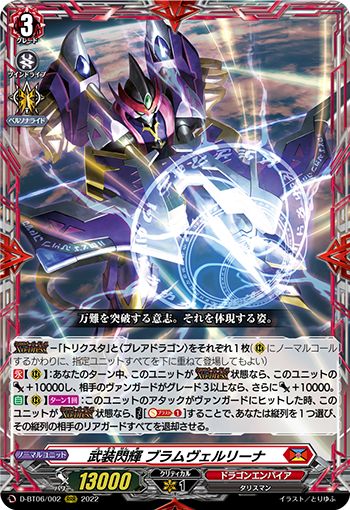 3
グレード
ツインドライブ
ペルソナライド
万難を突破する意志。それを体現する姿。
-「トリクスタ」と〈プレアドラゴン〉をそれぞれ1枚にノーマルコール
するかわりに、指定ユニットすべてを下に重ねて登場してもよい
永】:あなたのターン中、このユニットが状態なら、このユニットの
+10000し、相手のヴァンガードがグレード3以上なら、さらに+10000。
自【】ターン1回:このユニットのアタックがヴァンガードにヒットした時、この
ユニットが状態なら、【ブラスト1】することで、あなたは縦列を1つ選び、
その縦列の相手のリアガードすべてを退却させる。
ノーマルユニット
武装閃輝 プラムヴェルリーナ
パワー
13000
クリティカル
1
ドラゴンエンパイア
タリスマン
D-BT06/002 RRR 2022
イラスト/とりゆふ